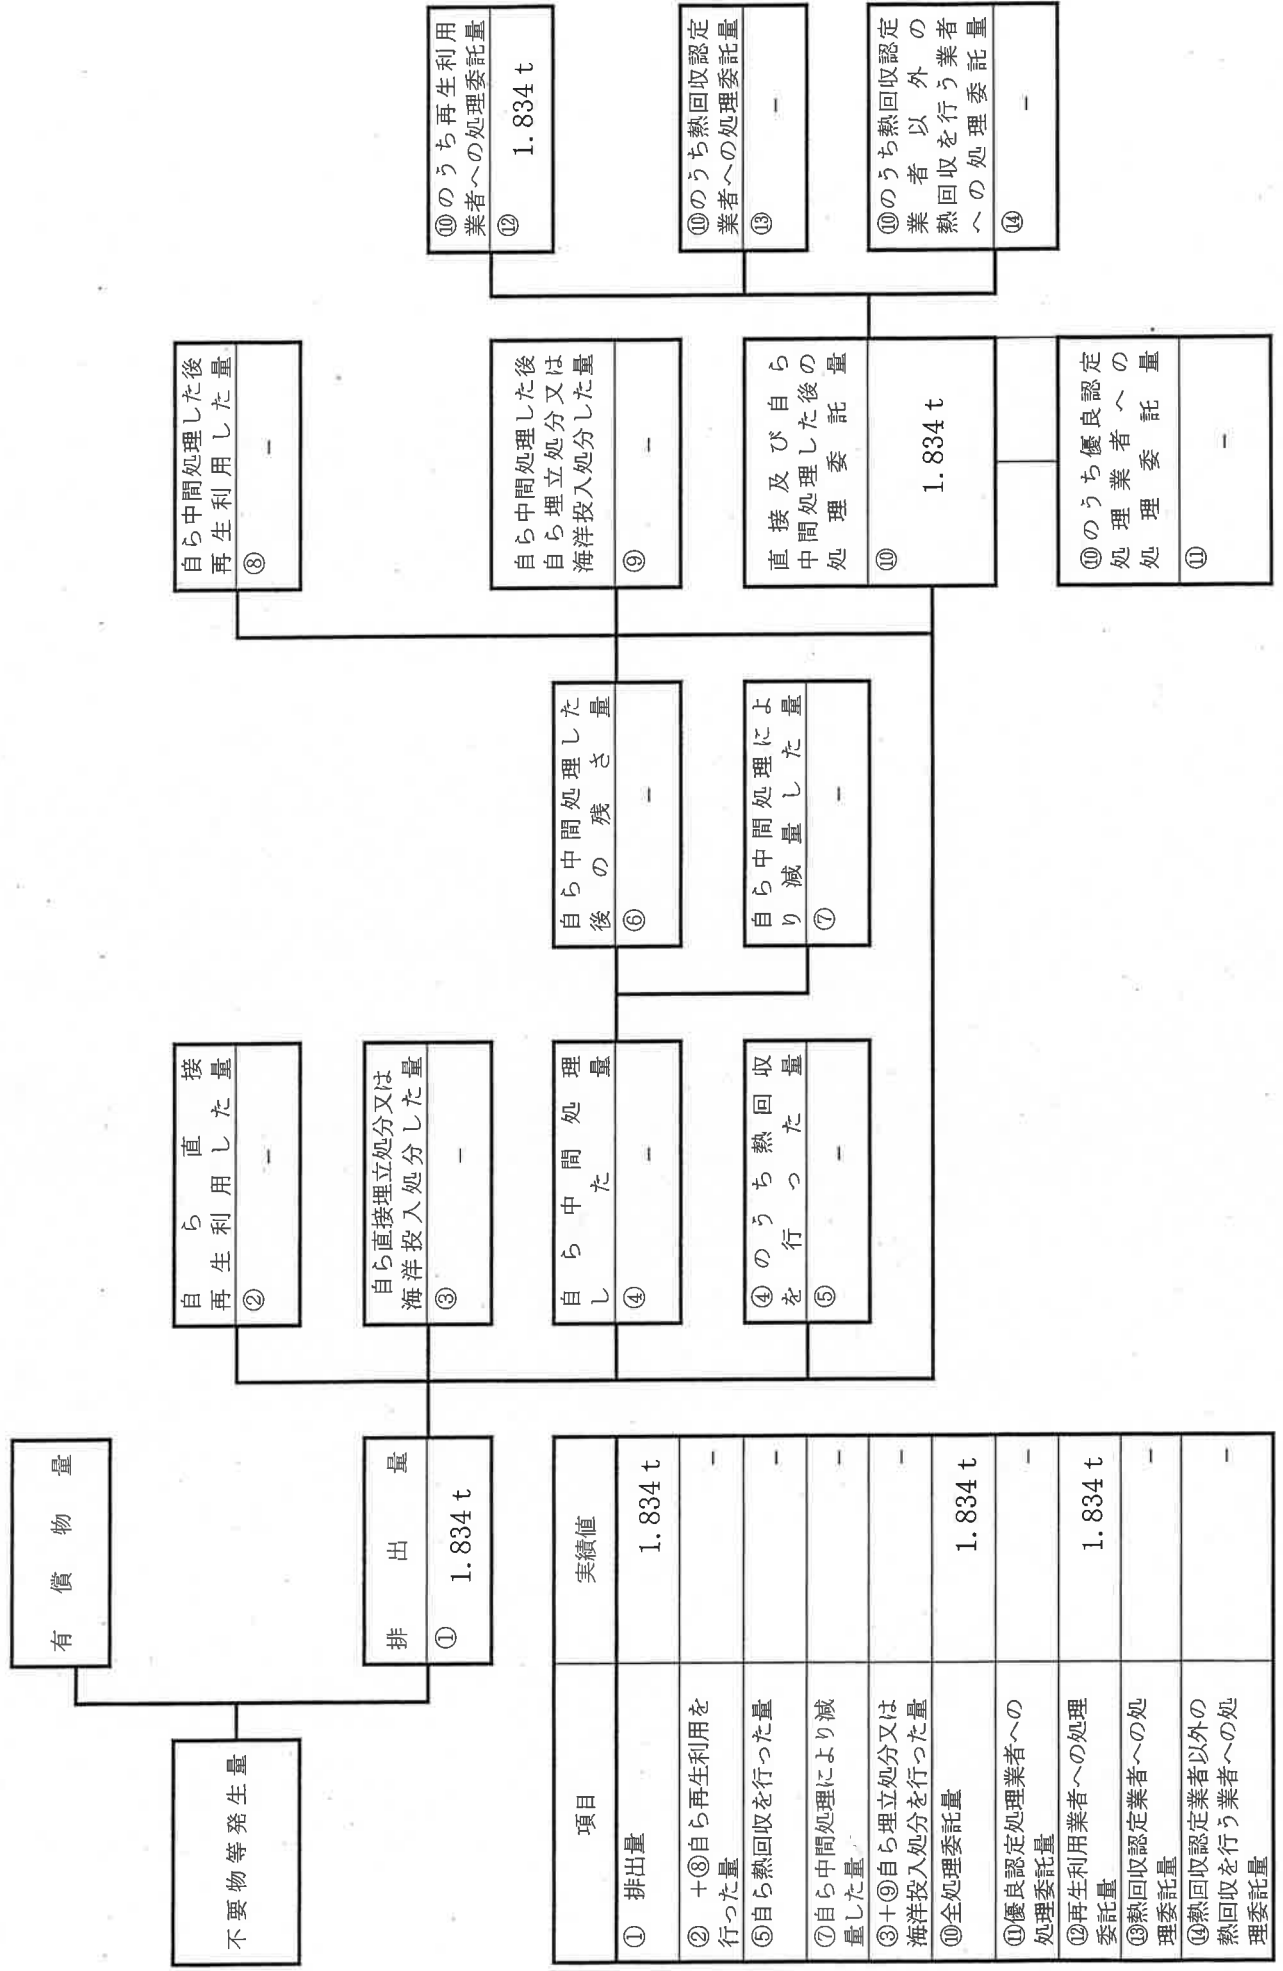 不要物等発生量
有償物量
排出量
① 1.834 t
自ら直接
再生利用した量
② −
自ら直接埋立処分又は
海洋投入処分した量
③ −
自ら中間処理
した量
④ −
④のうち熱回収
を行った量
⑤ −
自ら中間処理した
後の残さ量
⑥ −
自ら中間処理によ
り減量した量
⑦ −
自ら中間処理した後
再生利用した量
⑧ −
自ら中間処理した後
自ら埋立処分又は
海洋投入処分した量
⑨ −
直接及び自ら
中間処理した後の
処理委託量
⑩ 1.834 t
⑩のうち優良認定
処理業者への
処理委託量
⑪ −
⑩のうち再生利用
業者への処理委託量
⑫ 1.834 t
⑩のうち熱回収認定
業者への処理委託量
⑬ −
⑩のうち熱回収認定
業者以外の
熱回収を行う業者
への処理委託量
⑭ −
項目 実績値
① 排出量 1.834 t
② +⑧自ら再生利用を
行った量 −
⑤自ら熱回収を行った量 −
⑦自ら中間処理により減
量した量 −
③+⑨自ら埋立処分又は
海洋投入処分を行った量 −
⑩全処理委託量 1.834 t
⑪優良認定処理業者への
処理委託量 −
⑫再生利用業者への処理
委託量 1.834 t
⑬熱回収認定業者への処
理委託量 −
⑭熱回収認定業者以外の
熱回収を行う業者への処
理委託量 −